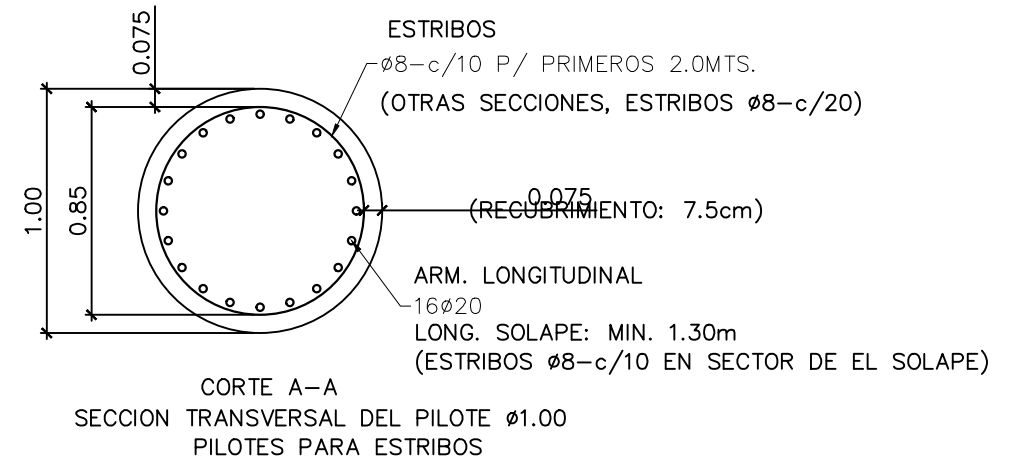 ESTRIBOS
ø8-c/10 P/ PRIMEROS 2.0MTS.
(OTRAS SECCIONES, ESTRIBOS ø8-c/20)
0.075
1.00
0.85
0.075
(RECUBRIMIENTO: 7.5cm)
ARM. LONGITUDINAL
16ø20
LONG. SOLAPE: MIN. 1.30m
(ESTRIBOS ø8-c/10 EN SECTOR DE EL SOLAPE)
CORTE A-A
SECCION TRANSVERSAL DEL PILOTE ø1.00
PILOTES PARA ESTRIBOS